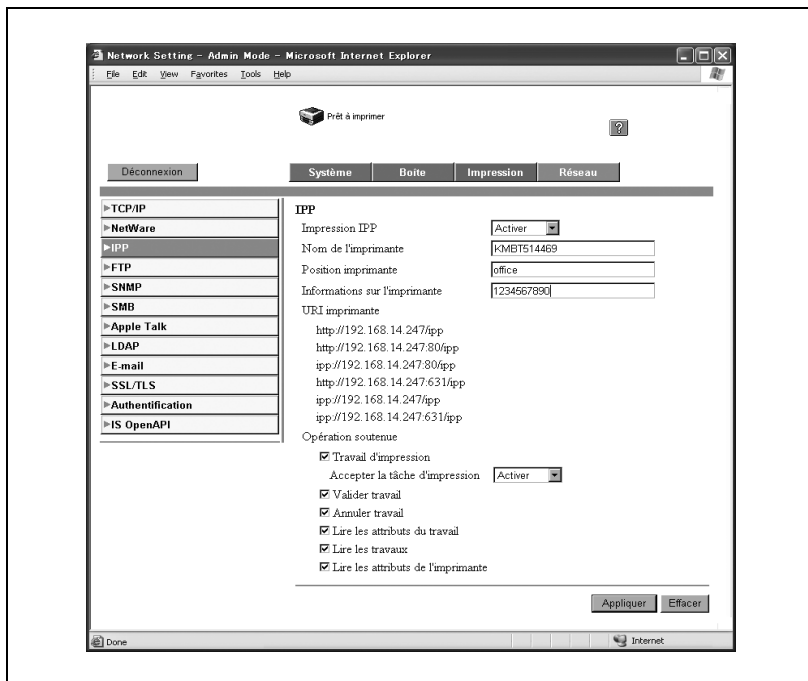 Network Setting - Admin Mode - Microsoft Internet Explorer
File Edit View Favorites Tools Help
Prêt à imprimer
?
Déconnexion
Système Boîte Impression Réseau
TCP/IP
NetWare
IPP
FTP
SNMP
SMB
Apple Talk
LDAP
E-mail
SSL/TLS
Authentification
IS OpenAPI
IPP
Impression IPP Activer
Nom de l'imprimante KMBT514469
Position imprimante office
Informations sur l'imprimante 1234567890
URI imprimante
http://192.168.14.247/ipp
http://192.168.14.247:80/ipp
ipp://192.168.14.247:80/ipp
http://192.168.14.247:631/ipp
ipp://192.168.14.247/ipp
ipp://192.168.14.247:631/ipp
Opération soutenue
Travail d'impression
Accepter la tâche d'impression Activer
Valider travail
Annuler travail
Lire les attributs du travail
Lire les travaux
Lire les attributs de l'imprimante
Appliquer Effacer
Done Internet